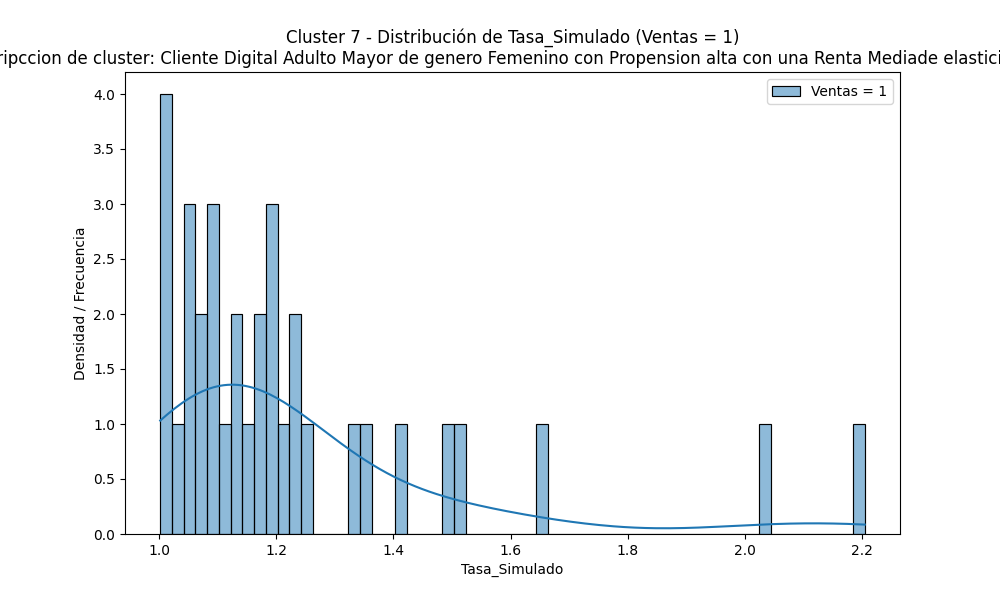 Cluster 7 - Distribución de Tasa_Simulado (Ventas = 1)
ripccion de cluster: Cliente Digital Adulto Mayor de genero Femenino con Propension alta con una Renta Mediade elastici
Ventas = 1
Densidad / Frecuencia
4.0
3.5
3.0
2.5
2.0
1.5
1.0
0.5
0.0
1.0 1.2 1.4 1.6 1.8 2.0 2.2
Tasa_Simulado